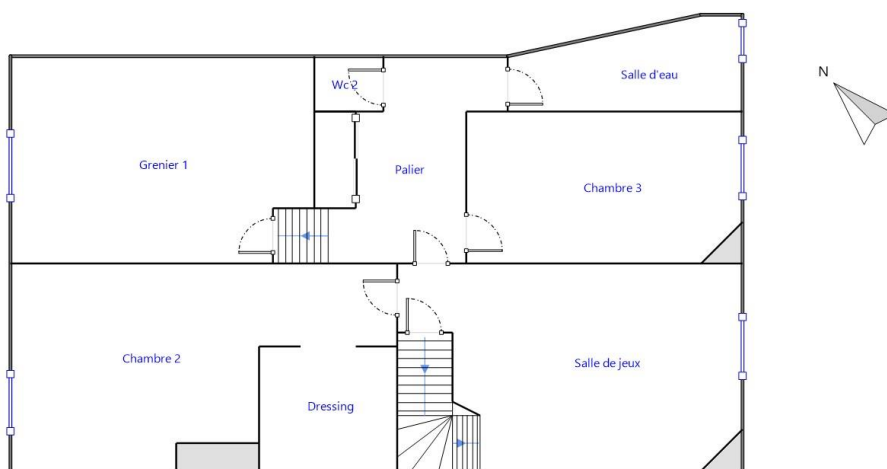 N
Salle d'eau
Wc 2
Grenier 1
Palier
Chambre 3
Chambre 2
Salle de jeux
Dressing